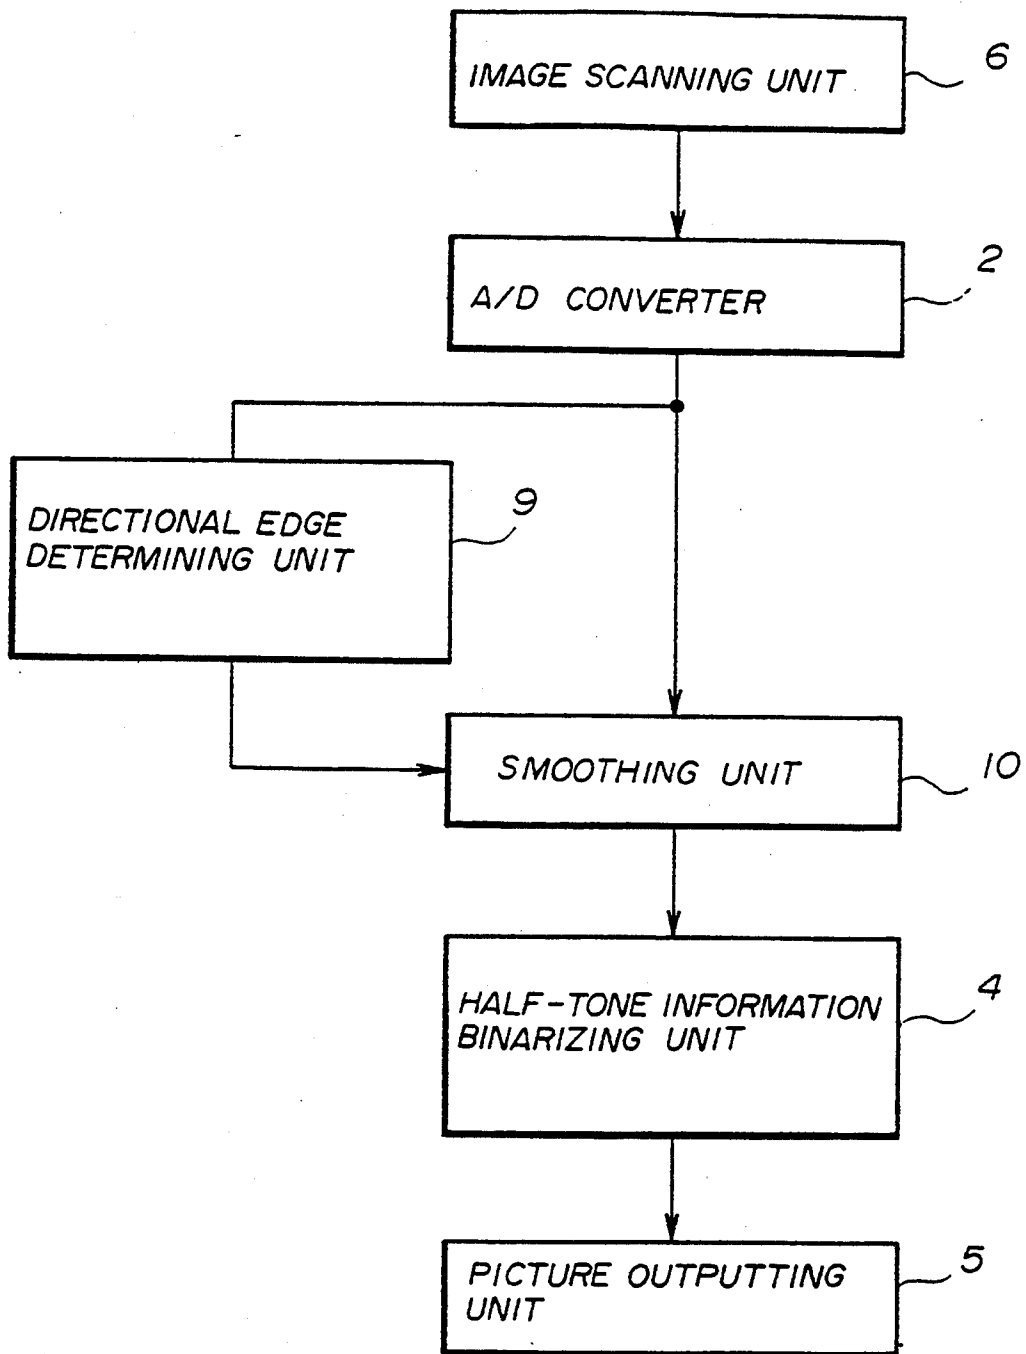 IMAGE SCANNING UNIT
6
A/D CONVERTER
2
DIRECTIONAL EDGE
DETERMINING UNIT
9
SMOOTHING UNIT
10
HALF-TONE INFORMATION
BINARIZING UNIT
4
PICTURE OUTPUTTING
UNIT
5